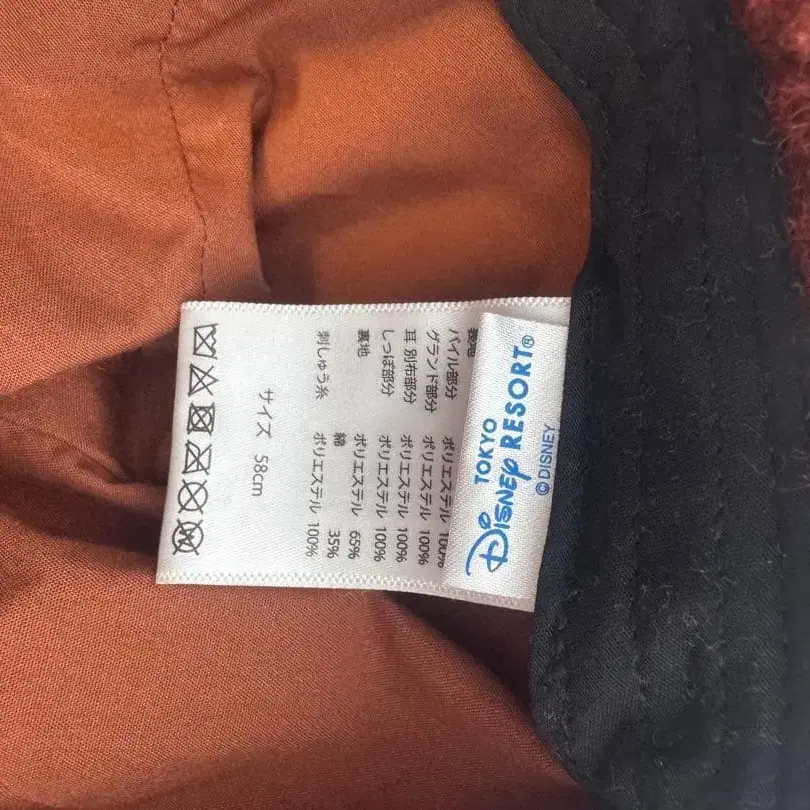 TOKYO
Disney RESORT®
©DISNEY
表地
パイル部分 ポリエステル 100%
グランド部分 ポリエステル 100%
耳 別布部分 ポリエステル 100%
しっぽ部分 ポリエステル 100%
裏地 ポリエステル 65%
綿 35%
刺しゅう糸 ポリエステル 100%
サイズ 58cm